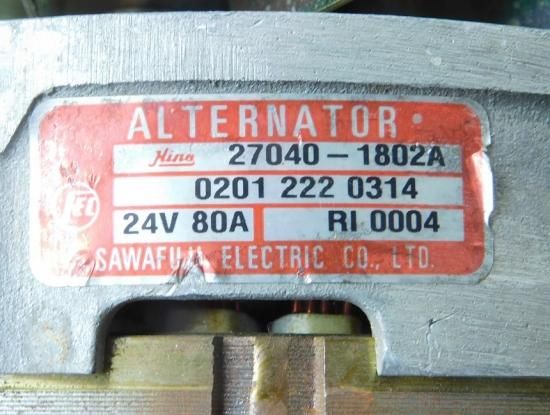 ALTERNATOR
Hino 27040-1802A
0201 222 0314
24V 80A RI 0004
SAWAFUJI ELECTRIC CO., LTD.